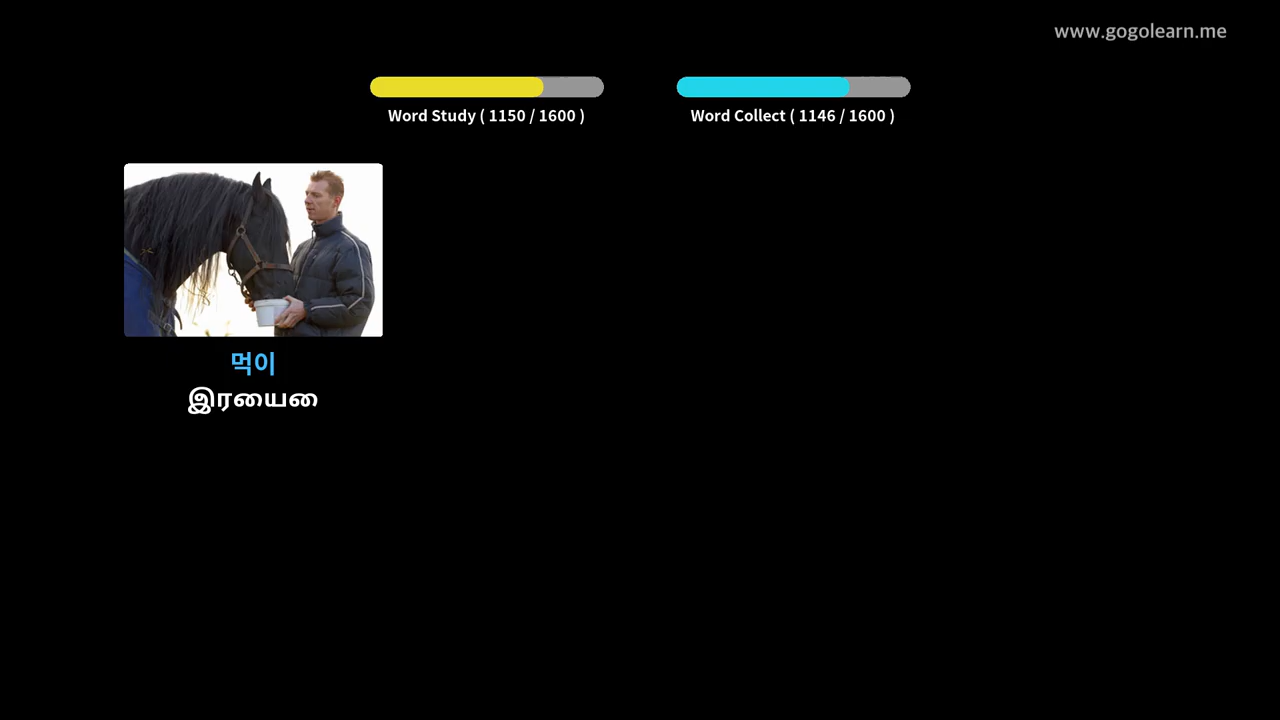 www.gogolearn.me
Word Study ( 1150 / 1600 )
Word Collect ( 1146 / 1600 )
먹이
இரயைை